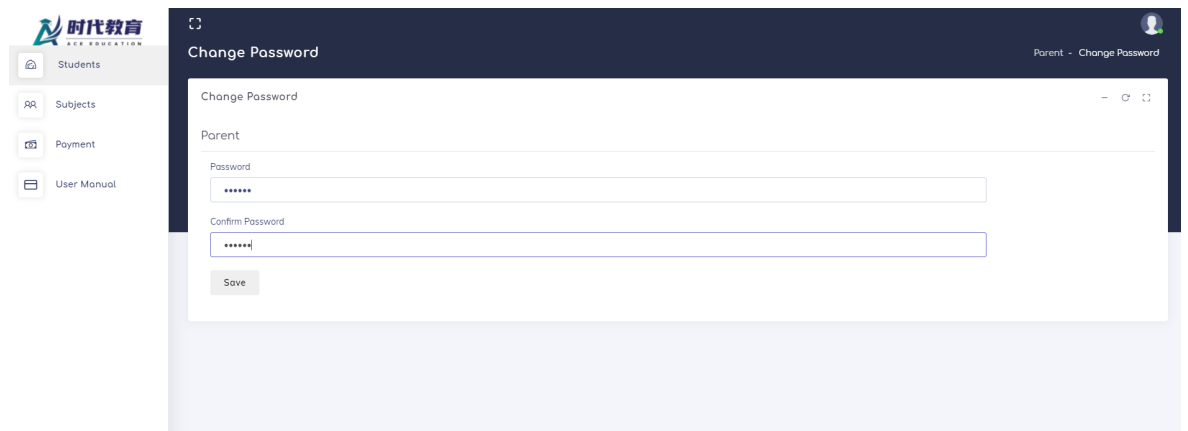 时代教育
ACE EDUCATION
Students
Subjects
Payment
User Manual
Change Password
Parent - Change Password
Change Password
Parent
Password
••••••
Confirm Password
••••••
Save